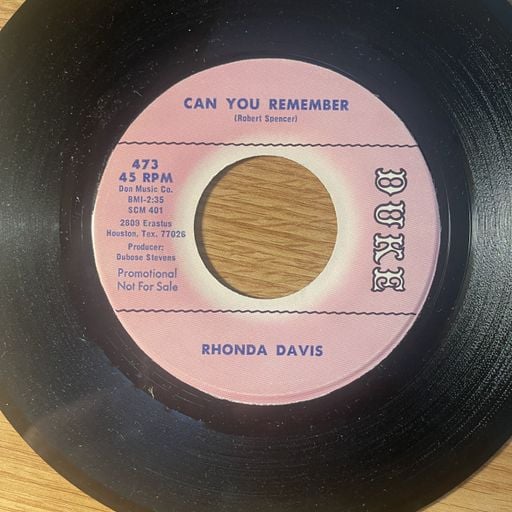 CAN YOU REMEMBER
(Robert Spencer)
473
45 RPM
Don Music Co.
BMI-2:35
SCM 401
2809 Erastus
Houston, Tex. 77026
Producer:
Dubose Stevens
Promotional
Not For Sale
DUKE
RHONDA DAVIS